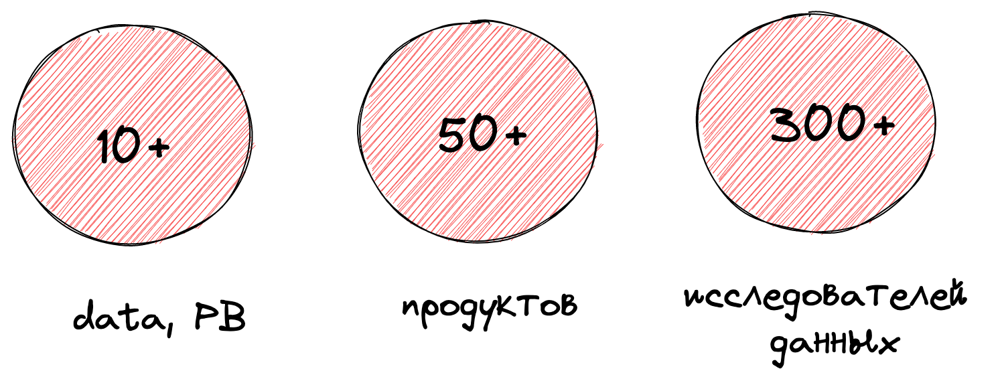 10+
50+
300+
data, PB
продуктов
исследователей
данных